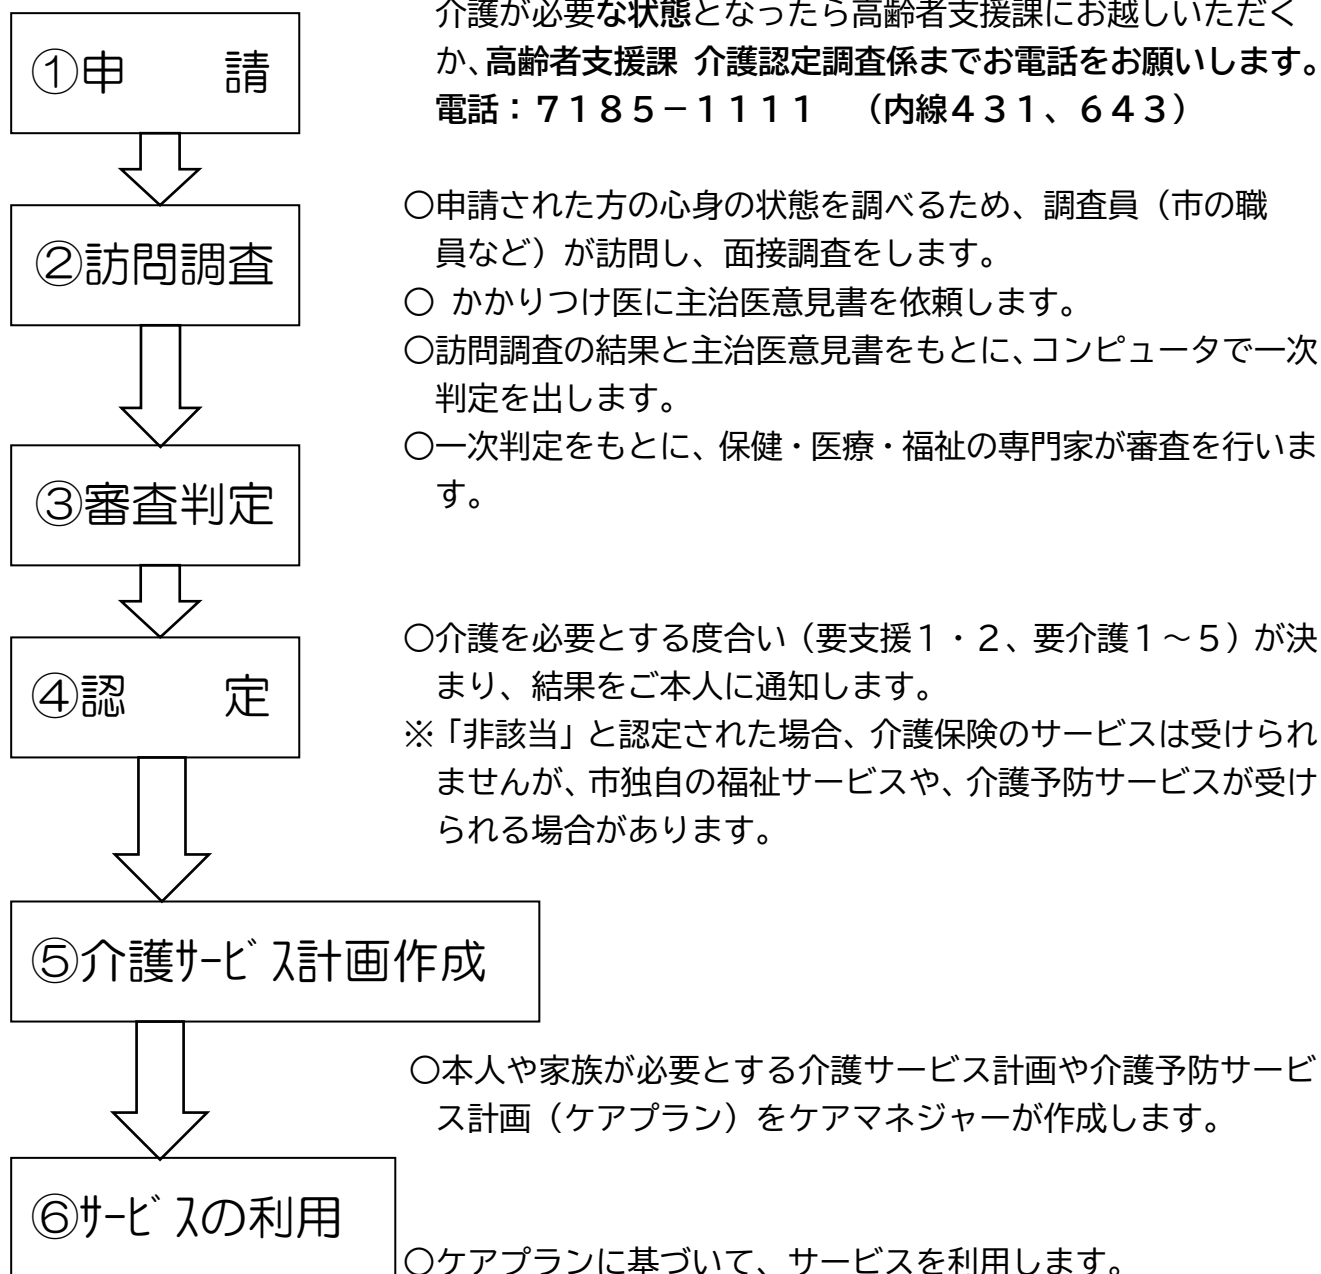 介護が必要な状態となったら高齢者支援課にお越しいただく
か、高齢者支援課 介護認定調査係までお電話をお願いします。
電話：７１８５－１１１１　（内線４３１、６４３）
①申　　請
○申請された方の心身の状態を調べるため、調査員（市の職
員など）が訪問し、面接調査をします。
○ かかりつけ医に主治医意見書を依頼します。
○訪問調査の結果と主治医意見書をもとに、コンピュータで一次
判定を出します。
○一次判定をもとに、保健・医療・福祉の専門家が審査を行いま
す。
②訪問調査
③審査判定
○介護を必要とする度合い（要支援１・２、要介護１～５）が決
まり、結果をご本人に通知します。
※「非該当」と認定された場合、介護保険のサービスは受けられ
ませんが、市独自の福祉サービスや、介護予防サービスが受け
られる場合があります。
④認　　定
⑤介護ｻｰﾋﾞｽ計画作成
○本人や家族が必要とする介護サービス計画や介護予防サービ
ス計画（ケアプラン）をケアマネジャーが作成します。
⑥ｻｰﾋﾞｽの利用
○ケアプランに基づいて、サービスを利用します。